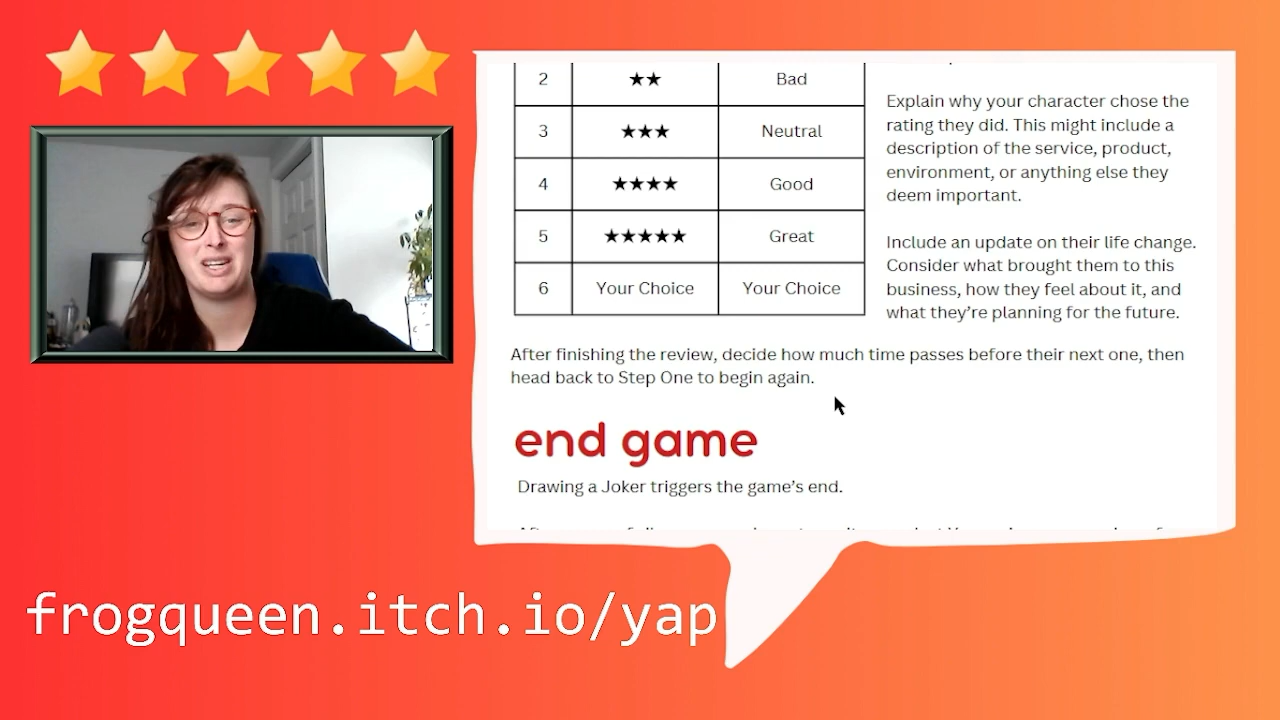 2 ★★ Bad
3 ★★★ Neutral
4 ★★★★ Good
5 ★★★★★ Great
6 Your Choice Your Choice
Explain why your character chose the
rating they did. This might include a
description of the service, product,
environment, or anything else they
deem important.
Include an update on their life change.
Consider what brought them to this
business, how they feel about it, and
what they're planning for the future.
After finishing the review, decide how much time passes before their next one, then
head back to Step One to begin again.
end game
Drawing a Joker triggers the game's end.
frogqueen.itch.io/yap